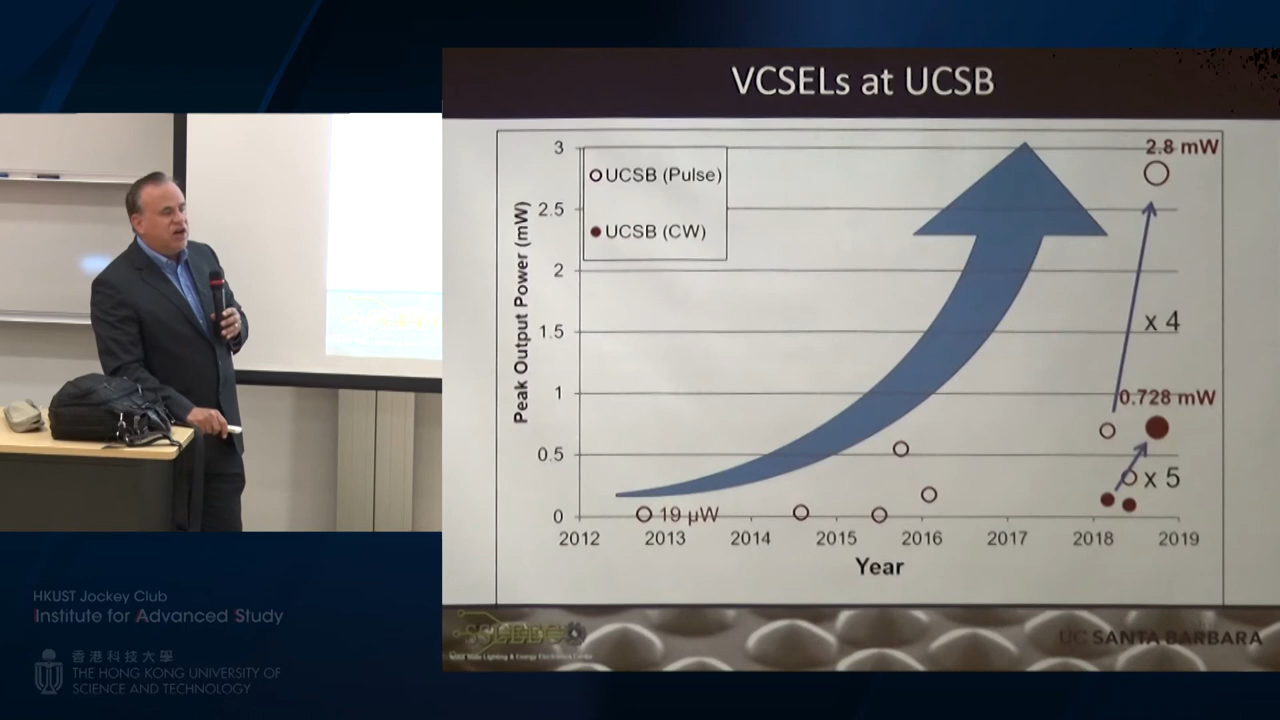 VCSELs at UCSB
Peak Output Power (mW)
3
2.5
2
1.5
1
0.5
0
UCSB (Pulse)
UCSB (CW)
2.8 mW
x 4
0.728 mW
x 5
19 µW
2012 2013 2014 2015 2016 2017 2018 2019
Year
UC SANTA BARBARA
HKUST Jockey Club
Institute for Advanced Study
香港科技大學
THE HONG KONG UNIVERSITY OF
SCIENCE AND TECHNOLOGY